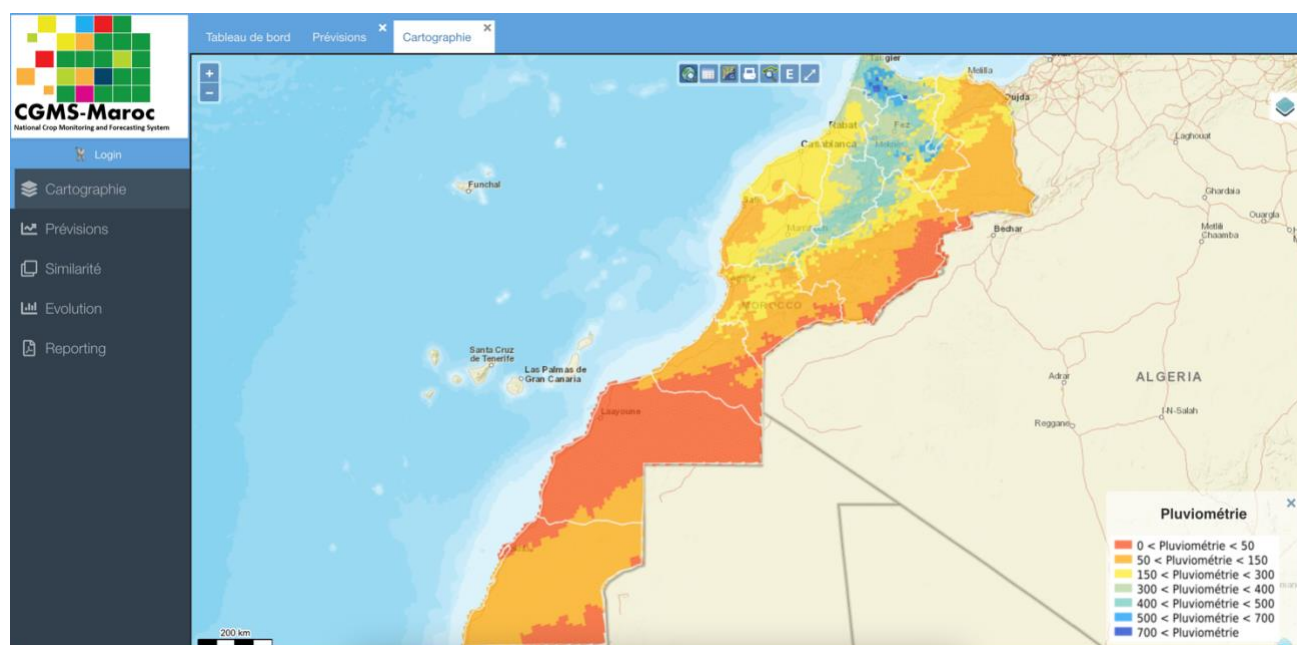 CGMS-Maroc
National Crop Monitoring and Forecasting System
Login
Cartographie
Prévisions
Similarité
Evolution
Reporting
Tableau de bord
Prévisions
Cartographie
E
Tangier
Melilla
Oujda
Rabat
Fez
Casablanca
Meknes
Laghouat
Funchal
Ghardaia
Ouargla
Metlili
Chaamba
Bechar
MOROCCO
Santa Cruz
de Tenerife
Las Palmas de
Gran Canaria
Adrar
ALGERIA
I-N-Salah
Reggane
Laayoune
200 km
Pluviométrie
0 < Pluviométrie < 50
50 < Pluviométrie < 150
150 < Pluviométrie < 300
300 < Pluviométrie < 400
400 < Pluviométrie < 500
500 < Pluviométrie < 700
700 < Pluviométrie